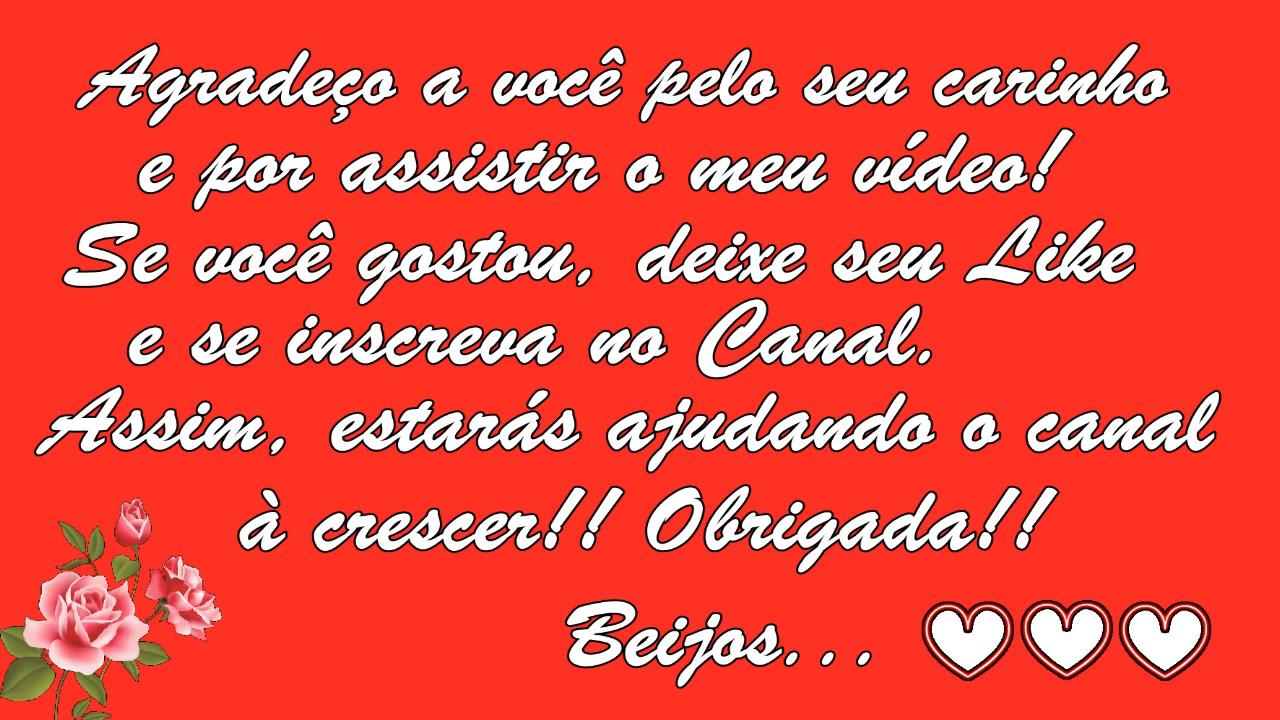 Agradeço a você pelo seu carinho
e por assistir o meu vídeo!
Se você gostou, deixe seu Like
e se inscreva no Canal.
Assim, estarás ajudando o canal
à crescer!! Obrigada!!
Beijos...